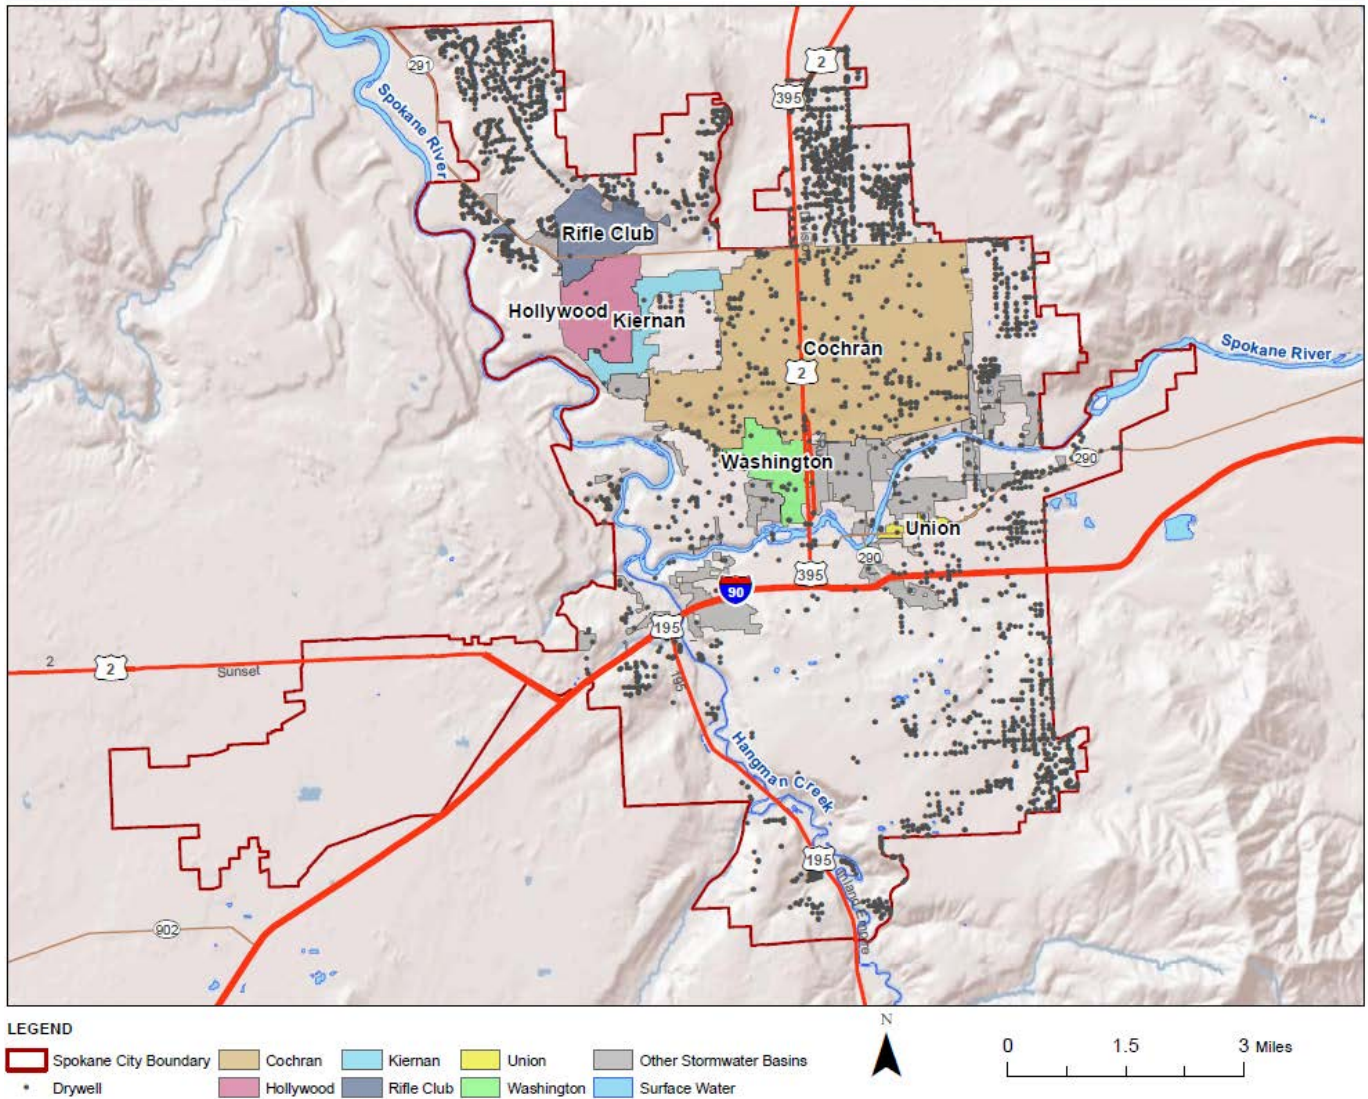 2
291
395
Spokane River
Rifle Club
Hollywood
Kiernan
Cochran
2
Spokane River
Washington
290
Union
290
395
90
195
2
2
Sunset
195
Hangman Creek
195
Inland Empire
902
LEGEND
N
Spokane City Boundary
Cochran
Kiernan
Union
Other Stormwater Basins
0 1.5 3 Miles
Drywell
Hollywood
Rifle Club
Washington
Surface Water